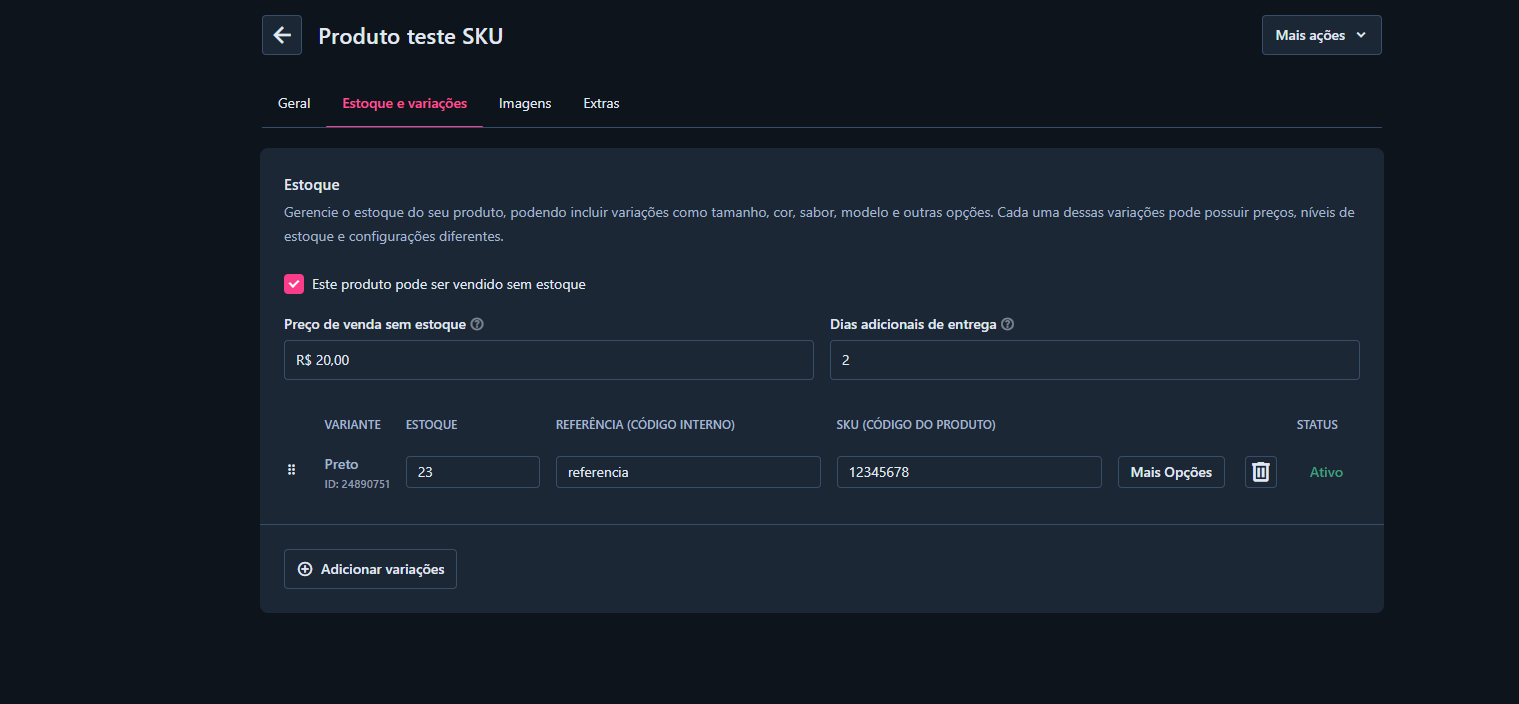 Produto teste SKU
Mais ações
Geral
Estoque e variações
Imagens
Extras
Estoque
Gerencie o estoque do seu produto, podendo incluir variações como tamanho, cor, sabor, modelo e outras opções. Cada uma dessas variações pode possuir preços, níveis de
estoque e configurações diferentes.
Este produto pode ser vendido sem estoque
Preço de venda sem estoque
Dias adicionais de entrega
R$ 20,00
2
VARIANTE
ESTOQUE
REFERÊNCIA (CÓDIGO INTERNO)
SKU (CÓDIGO DO PRODUTO)
STATUS
Preto
ID: 24890751
23
referencia
12345678
Mais Opções
Ativo
Adicionar variações